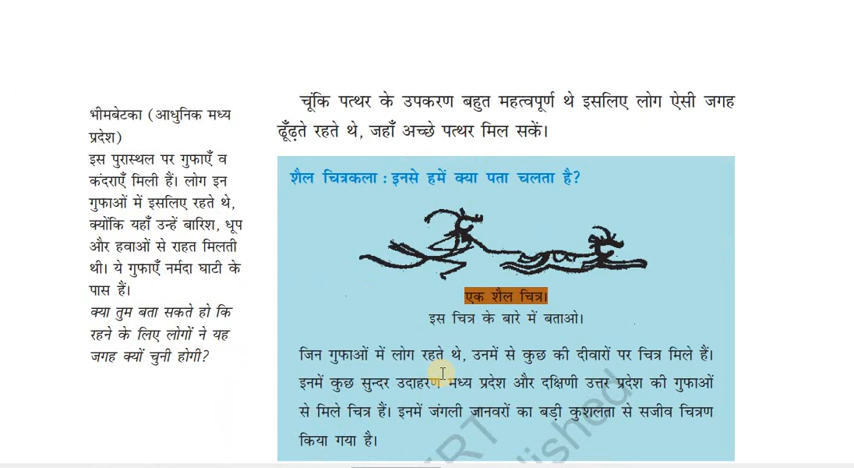 चूंकि पत्थर के उपकरण बहुत महत्वपूर्ण थे इसलिए लोग ऐसी जगह
ढूँढ़ते रहते थे, जहाँ अच्छे पत्थर मिल सकें।
भीमबेटका (आधुनिक मध्य
प्रदेश)
इस पुरास्थल पर गुफाएँ व
कंदराएँ मिली हैं। लोग इन
गुफाओं में इसलिए रहते थे,
क्योंकि यहाँ उन्हें बारिश, धूप
और हवाओं से राहत मिलती
थी। ये गुफाएँ नर्मदा घाटी के
पास हैं।
क्या तुम बता सकते हो कि
रहने के लिए लोगों ने यह
जगह क्यों चुनी होगी?
शैल चित्रकला : इनसे हमें क्या पता चलता है?
एक शैल चित्र।
इस चित्र के बारे में बताओ।
जिन गुफाओं में लोग रहते थे, उनमें से कुछ की दीवारों पर चित्र मिले हैं।
इनमें कुछ सुन्दर उदाहरण मध्य प्रदेश और दक्षिणी उत्तर प्रदेश की गुफाओं
से मिले चित्र हैं। इनमें जंगली जानवरों का बड़ी कुशलता से सजीव चित्रण
किया गया है।